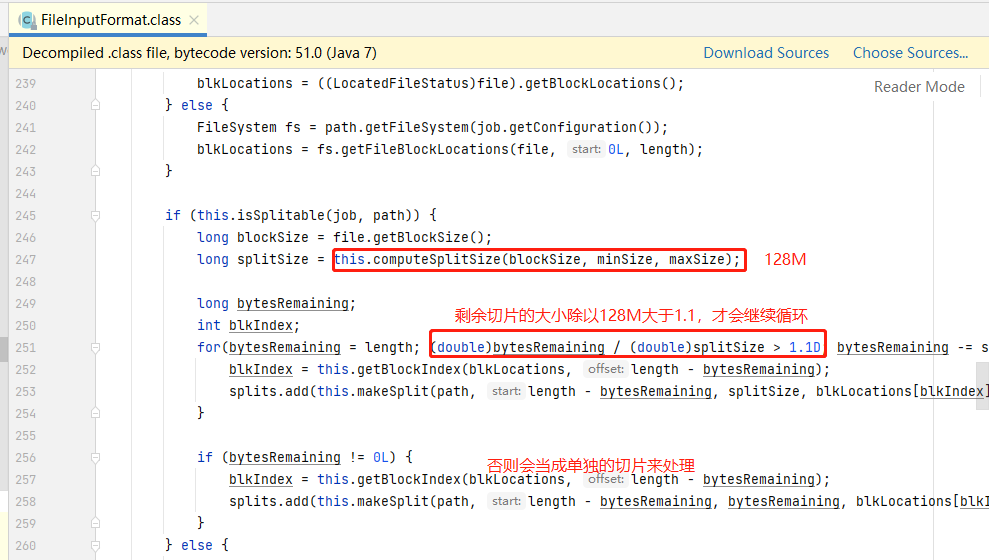 FileInputFormat.class
Decompiled .class file, bytecode version: 51.0 (Java 7) Download Sources Choose Sources...
Reader Mode
239 blkLocations = ((LocatedFileStatus)file).getBlockLocations();
240 } else {
241 FileSystem fs = path.getFileSystem(job.getConfiguration());
242 blkLocations = fs.getFileBlockLocations(file, start: 0L, length);
243 }
244
245 if (this.isSplitable(job, path)) {
246 long blockSize = file.getBlockSize();
247 long splitSize = this.computeSplitSize(blockSize, minSize, maxSize); 128M
248
249 long bytesRemaining;
剩余切片的大小除以128M大于1.1，才会继续循环
250 int blkIndex;
251 for(bytesRemaining = length; (double)bytesRemaining / (double)splitSize > 1.1D bytesRemaining -= s
252 blkIndex = this.getBlockIndex(blkLocations, offset: length - bytesRemaining);
253 splits.add(this.makeSplit(path, start: length - bytesRemaining, splitSize, blkLocations[blkIndex]
254 }
255
256 if (bytesRemaining != 0L) {
否则会当成单独的切片来处理
257 blkIndex = this.getBlockIndex(blkLocations, offset: length - bytesRemaining);
258 splits.add(this.makeSplit(path, start: length - bytesRemaining, bytesRemaining, blkLocations[blkI
259 }
260 } else {